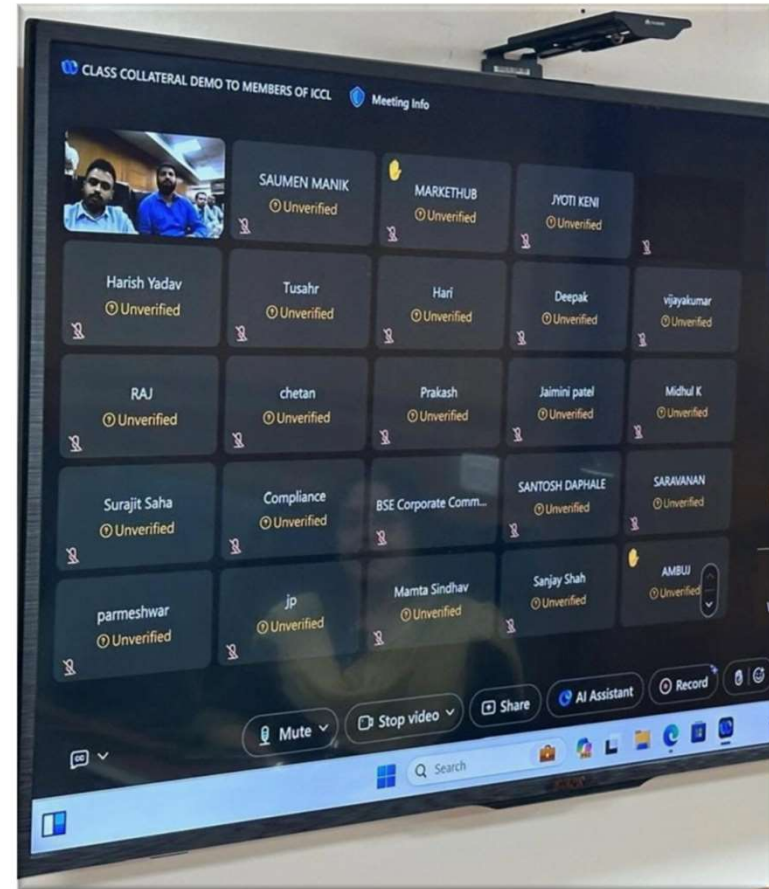 CLASS COLLATERAL DEMO TO MEMBERS OF ICCL
Meeting Info
SAUMEN MANIK
Unverified
MARKETHUB
Unverified
JYOTI KENI
Unverified
Harish Yadav
Unverified
Tusahr
Unverified
Hari
Unverified
Deepak
Unverified
vijayakumar
Unverified
RAJ
Unverified
chetan
Unverified
Prakash
Unverified
Jaimini patel
Unverified
Midhul K
Unverified
Surajit Saha
Unverified
Compliance
Unverified
BSE Corporate Comm...
SANTOSH DAPHALE
Unverified
SARAVANAN
Unverified
parmeshwar
Unverified
jp
Unverified
Mamta Sindhav
Unverified
Sanjay Shah
Unverified
AMBUJ
Unverified
CC
Mute
Stop video
Share
AI Assistant
Record
Search